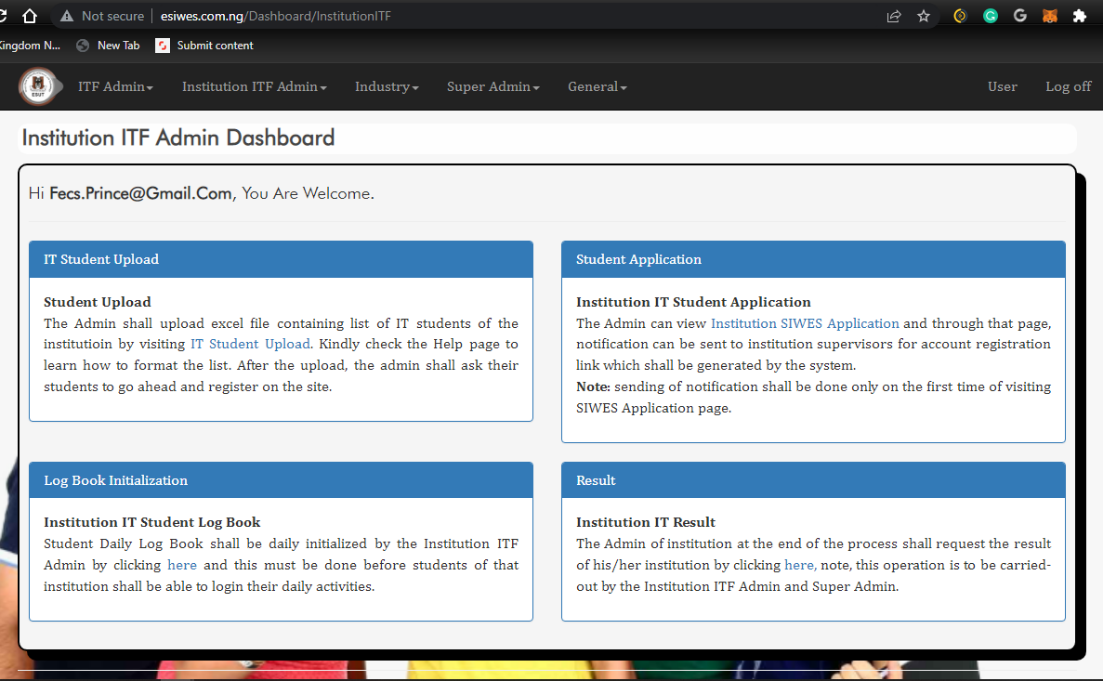 Not secure | esiwes.com.ng/Dashboard/InstitutionITF
Kingdom N...
New Tab
Submit content
ESUT
ITF Admin
Institution ITF Admin
Industry
Super Admin
General
User
Log off
Institution ITF Admin Dashboard
Hi Fecs.Prince@Gmail.Com, You Are Welcome.
IT Student Upload
Student Upload
The Admin shall upload excel file containing list of IT students of the
institutioin by visiting IT Student Upload. Kindly check the Help page to
learn how to format the list. After the upload, the admin shall ask their
students to go ahead and register on the site.
Student Application
Institution IT Student Application
The Admin can view Institution SIWES Application and through that page,
notification can be sent to institution supervisors for account registration
link which shall be generated by the system.
Note: sending of notification shall be done only on the first time of visiting
SIWES Application page.
Log Book Initialization
Institution IT Student Log Book
Student Daily Log Book shall be daily initialized by the Institution ITF
Admin by clicking here and this must be done before students of that
institution shall be able to login their daily activities.
Result
Institution IT Result
The Admin of institution at the end of the process shall request the result
of his/her institution by clicking here, note, this operation is to be carried-
out by the Institution ITF Admin and Super Admin.